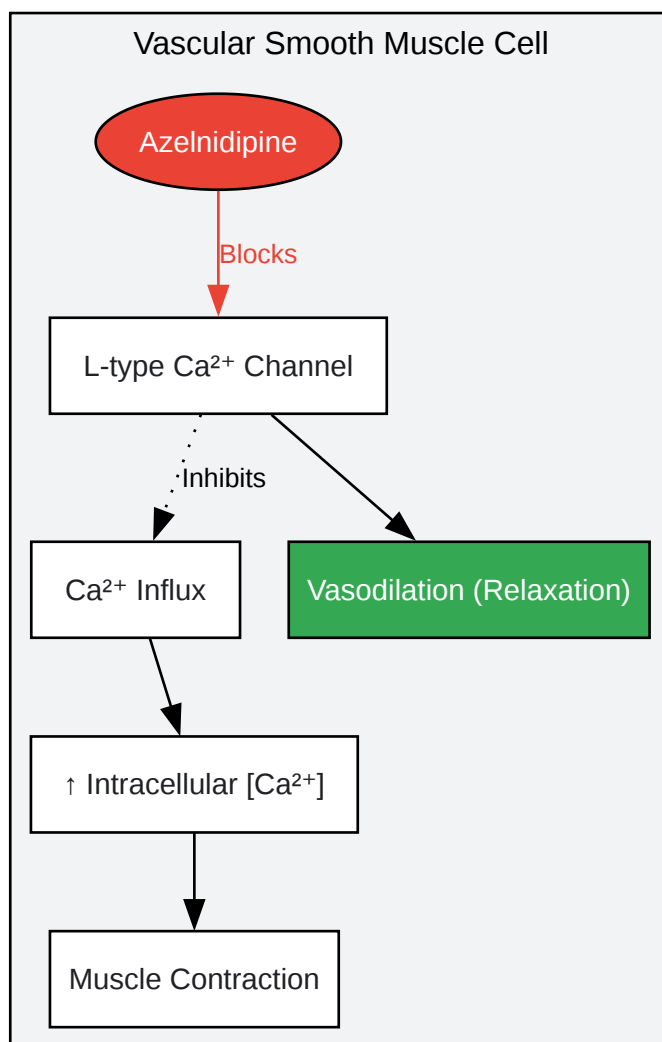 Vascular Smooth Muscle Cell
Azelnidipine
Blocks
L-type Ca²⁺ Channel
Inhibits
Ca²⁺ Influx
Vasodilation (Relaxation)
↑ Intracellular [Ca²⁺]
Muscle Contraction